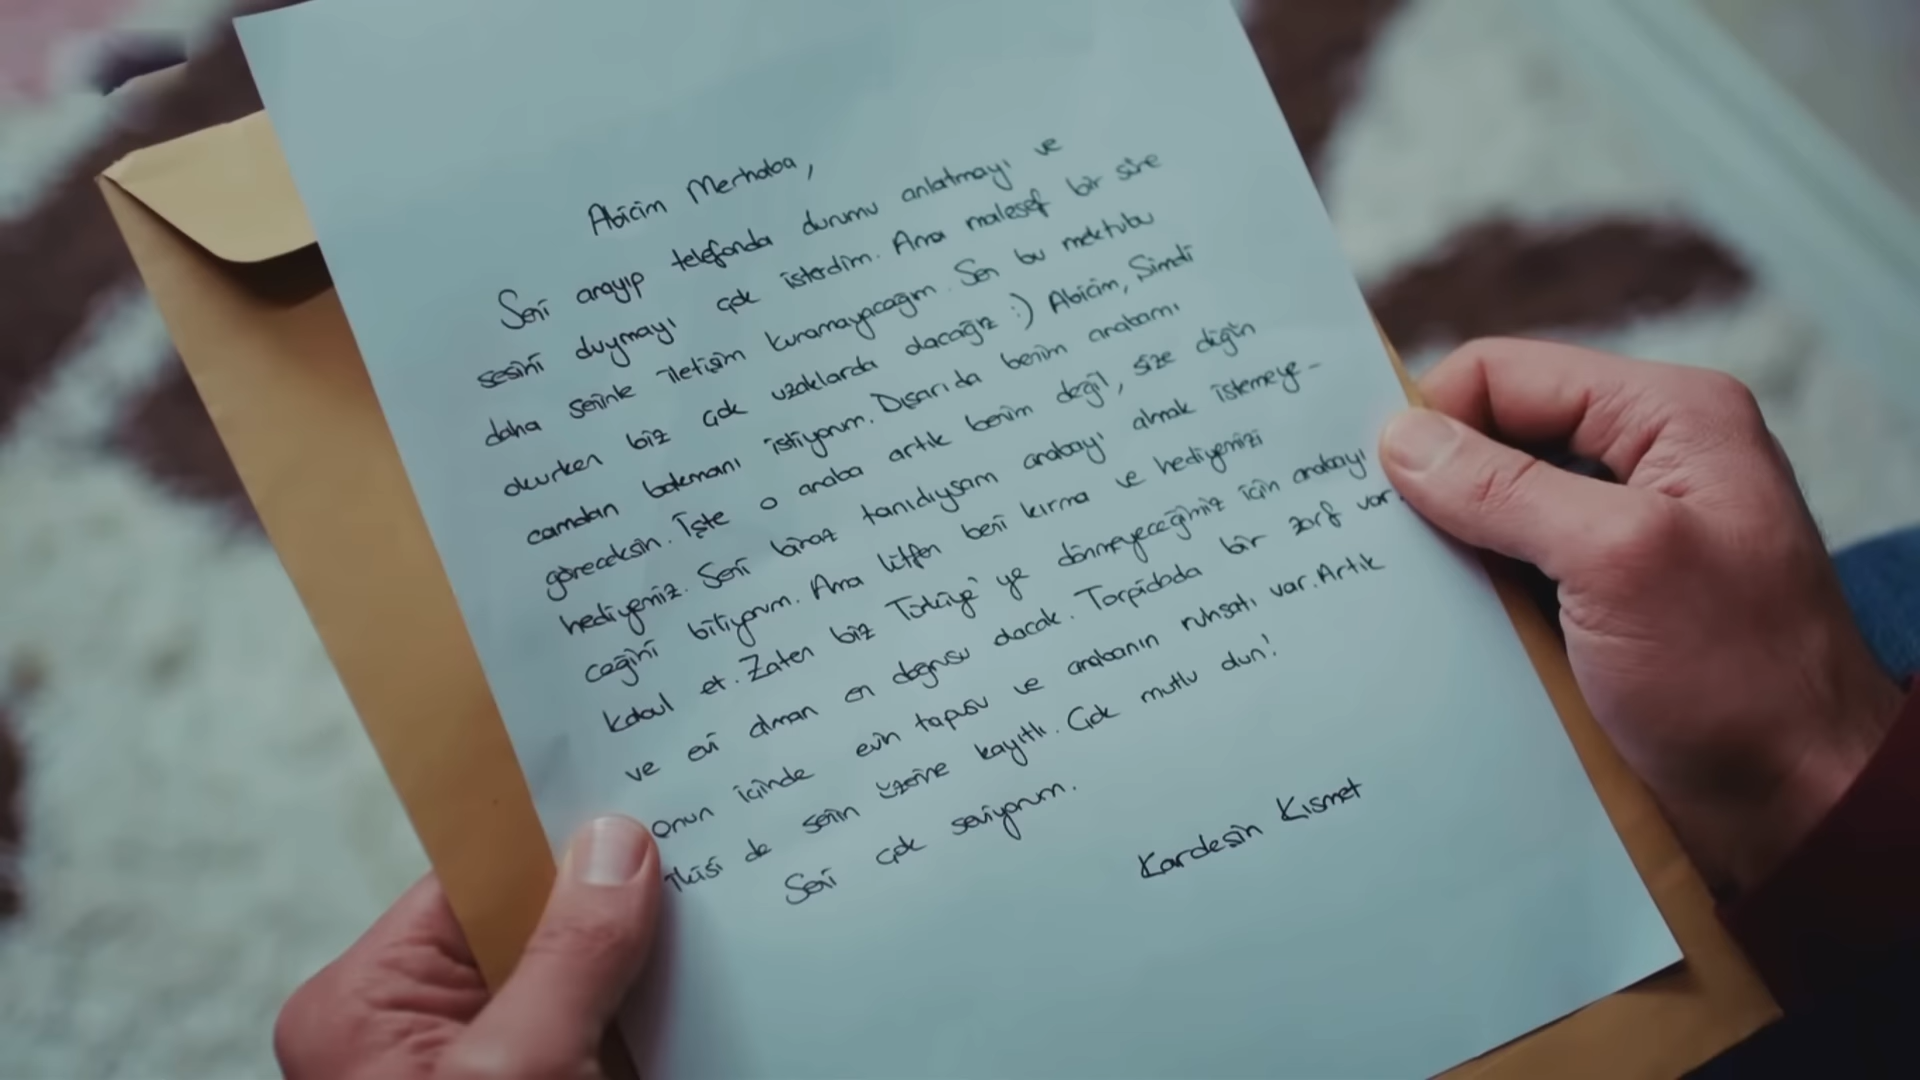 Abicim Merhaba,
Seni arayıp telefonda durumu anlatmayı ve
sesini duymayı çok isterdim. Ama malesef bir süre
daha seninle iletişim kuramayacağım. Sen bu mektubu
okurken biz çok uzaklarda olacağız :) Abicim, Şimdi
camdan bakmanı istiyorum. Dışarıda benim arabamı
göreceksin. İşte o araba artık benim değil, size düğün
hediyemiz. Seni biraz tanıdıysam arabayı almak istemeye-
ceğini biliyorum. Ama lütfen beni kırma ve hediyemizi
kabul et. Zaten biz Türkiye'ye dönmeyeceğimiz için arabayı
ve evi alman en doğrusu olacak. Torpidoda bir zarf var.
Onun içinde evin tapusu ve arabanın ruhsatı var. Artık
ikisi de senin üzerine kayıtlı. Çok mutlu olun!
Seni çok seviyorum.
Kardeşin Kısmet